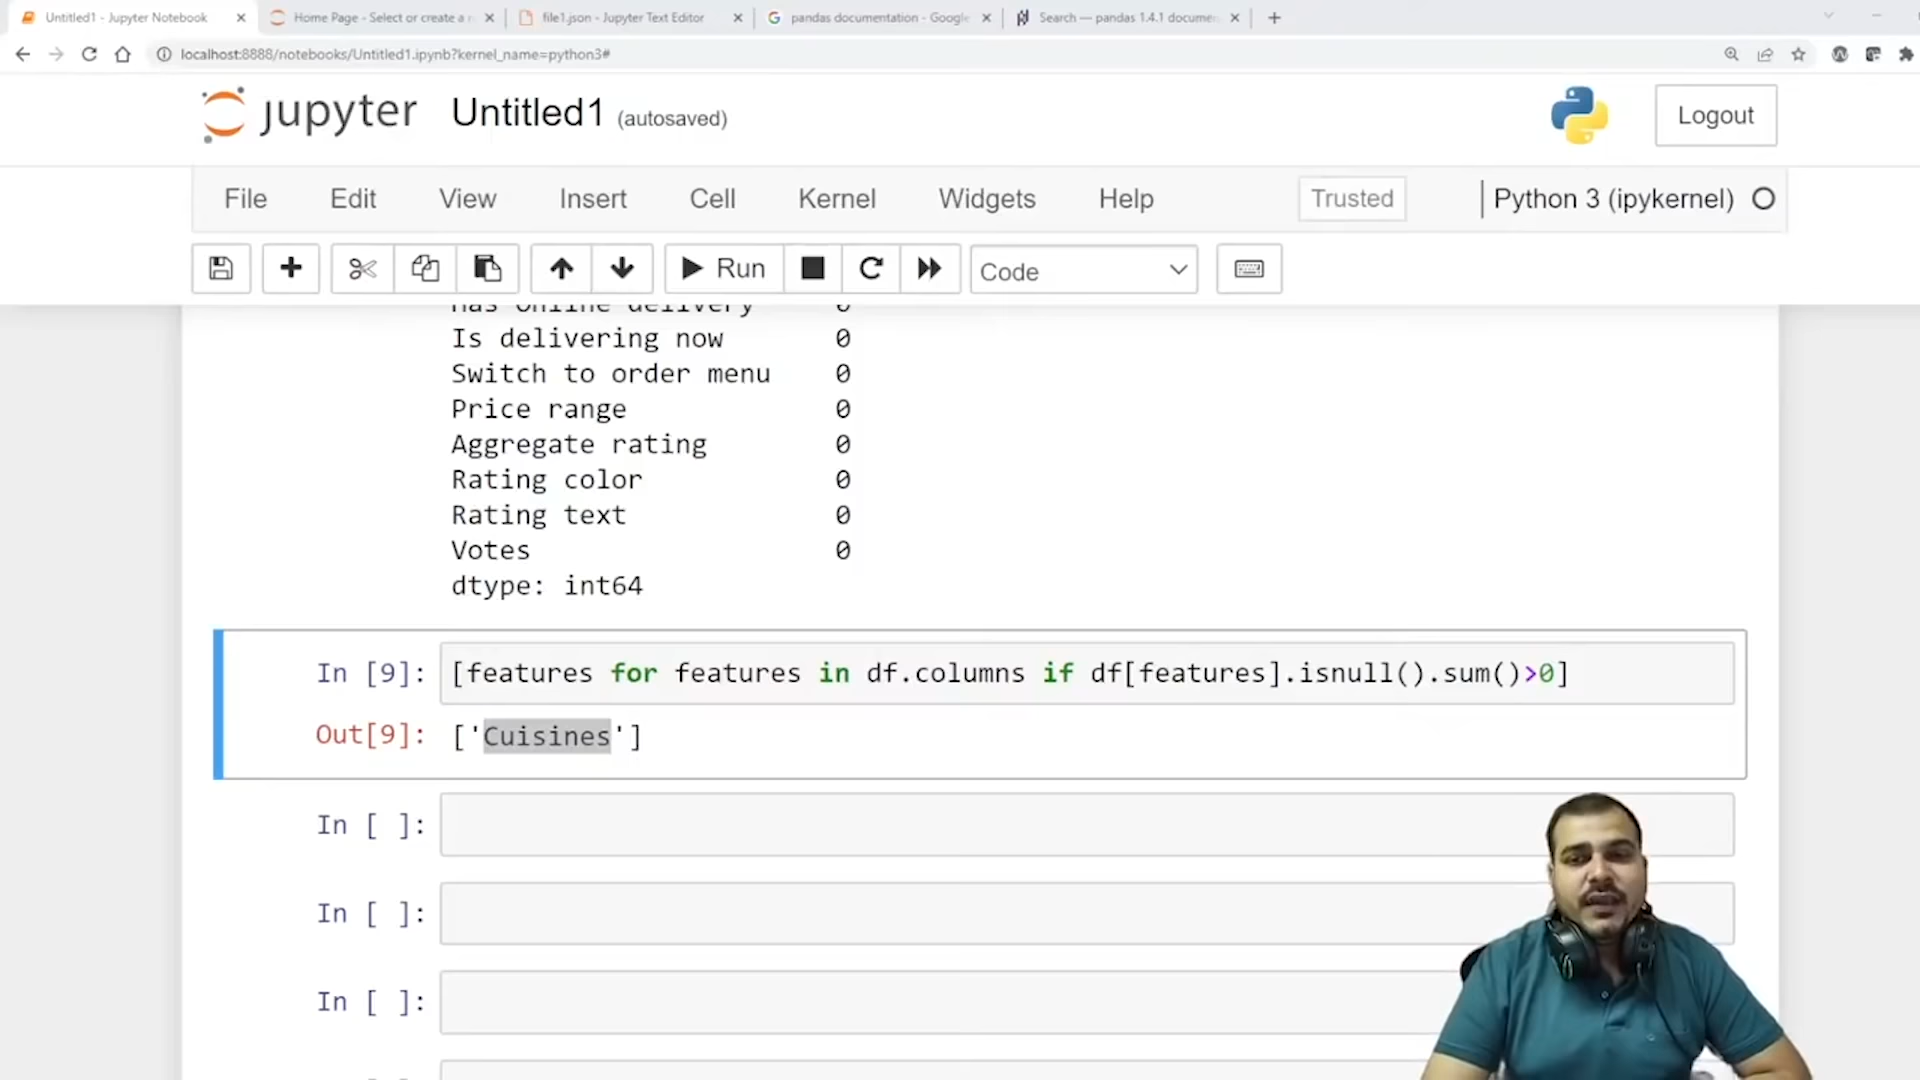 Untitled1 - Jupyter Notebook
Home Page - Select or create a n
file1.json - Jupyter Text Editor
pandas documentation - Google
Search — pandas 1.4.1 documen
localhost:8888/notebooks/Untitled1.ipynb?kernel_name=python3#
jupyter Untitled1 (autosaved)
Logout
File Edit View Insert Cell Kernel Widgets Help Trusted Python 3 (ipykernel)
Run Code
Has Online delivery 0
Is delivering now 0
Switch to order menu 0
Price range 0
Aggregate rating 0
Rating color 0
Rating text 0
Votes 0
dtype: int64
In [9]: [features for features in df.columns if df[features].isnull().sum()>0]
Out[9]: ['Cuisines']
In [ ]:
In [ ]:
In [ ]: